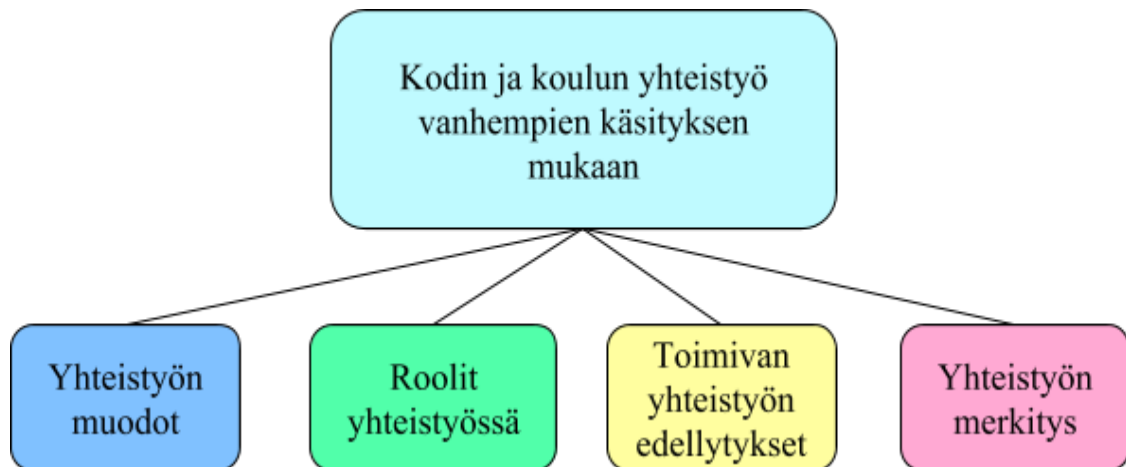 Kodin ja koulun yhteistyö
vanhempien käsityksen
mukaan
Yhteistyön
muodot
Roolit
yhteistyössä
Toimivan
yhteistyön
edellytykset
Yhteistyön
merkitys